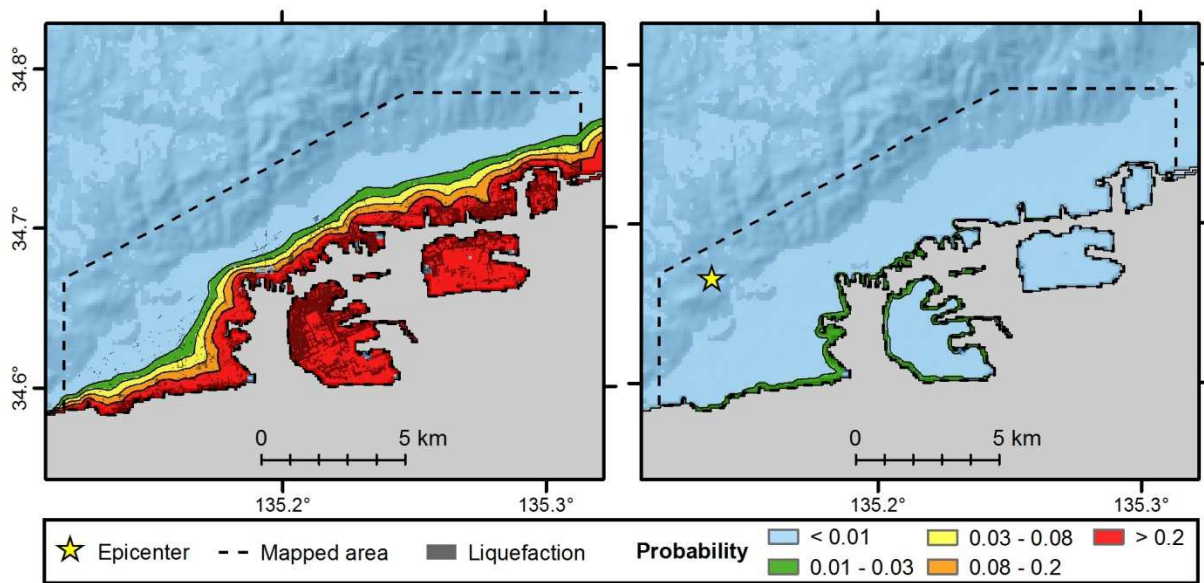 34.8°
34.7°
34.6°
0 5 km
0 5 km
135.2° 135.3°
135.2° 135.3°
Epicenter
Mapped area
Liquefaction
Probability
< 0.01
0.01 - 0.03
0.03 - 0.08
0.08 - 0.2
> 0.2